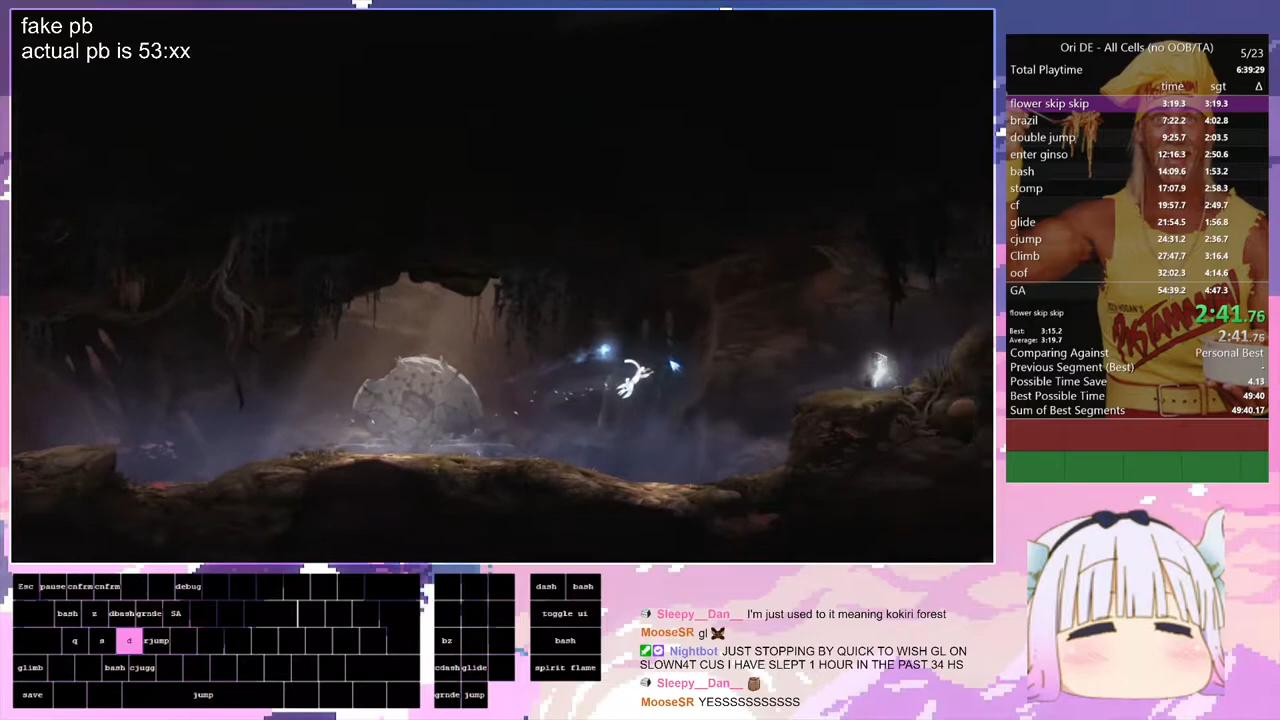 fake pb
actual pb is 53:xx
Ori DE - All Cells (no OOB/TA)
5/23
Total Playtime 6:39:29
time sgt Δ
flower skip skip 3:19.3 3:19.3
brazil 7:22.2 4:02.8
double jump 9:25.7 2:03.5
enter ginso 12:16.3 2:50.6
bash 14:09.6 1:53.2
stomp 17:07.9 2:58.3
cf 19:57.7 2:49.7
glide 21:54.5 1:56.8
cjump 24:31.2 2:36.7
Climb 27:47.7 3:16.4
oof 32:02.3 4:14.6
GA 54:39.2 4:47.3
flower skip skip 2:41.76
Best: 3:15.2 2:41.76
Average: 3:19.7
Comparing Against Personal Best
Previous Segment (Best) -
Possible Time Save 4.13
Best Possible Time 49:40
Sum of Best Segments 49:40.17
Esc pause cnfrm cnfrm debug dash bash
bash z dbash grnde SA toggle ui
q s d rjump bz bash
glimb bash cjugg cdash glide spirit flame
save jump grnde jump
Sleepy__Dan__ I'm just used to it meaning kokiri forest
MooseSR gl
Nightbot JUST STOPPING BY QUICK TO WISH GL ON
SLOWN4T CUS I HAVE SLEPT 1 HOUR IN THE PAST 34 HS
Sleepy__Dan__
MooseSR YESSSSSSSSSSS